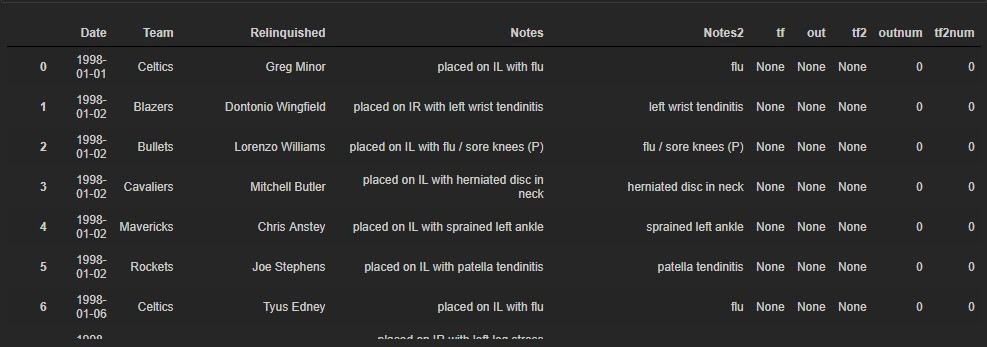 Date Team Relinquished Notes Notes2 tf out tf2 outnum tf2num
0 1998-01-01 Celtics Greg Minor placed on IL with flu flu None None None 0 0
1 1998-01-02 Blazers Dontonio Wingfield placed on IR with left wrist tendinitis left wrist tendinitis None None None 0 0
2 1998-01-02 Bullets Lorenzo Williams placed on IL with flu / sore knees (P) flu / sore knees (P) None None None 0 0
3 1998-01-02 Cavaliers Mitchell Butler placed on IL with herniated disc in neck herniated disc in neck None None None 0 0
4 1998-01-02 Mavericks Chris Anstey placed on IL with sprained left ankle sprained left ankle None None None 0 0
5 1998-01-02 Rockets Joe Stephens placed on IL with patella tendinitis patella tendinitis None None None 0 0
6 1998-01-06 Celtics Tyus Edney placed on IL with flu flu None None None 0 0
1998- placed on IR with left leg stress